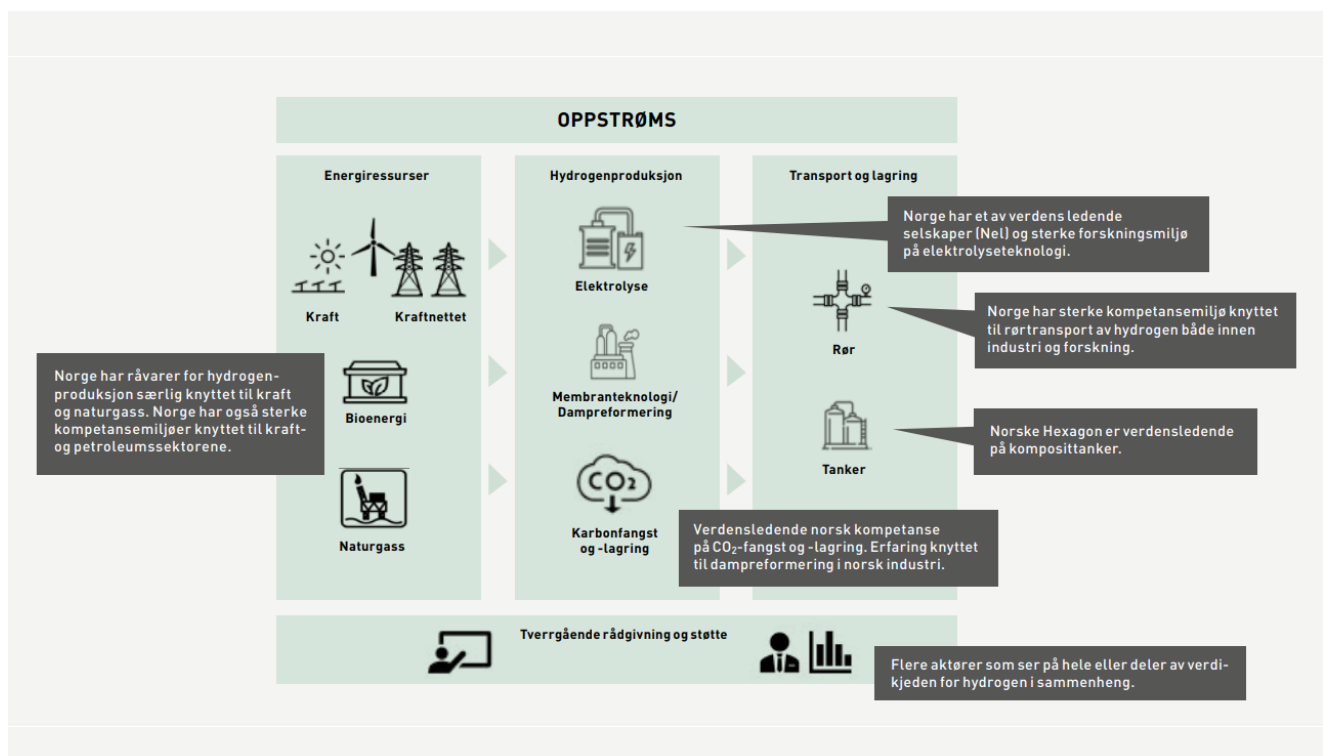 OPPSTRØMS
Energiressurser
Kraft
Kraftnettet
Bioenergi
Naturgass
Norge har råvarer for hydrogen-
produksjon særlig knyttet til kraft
og naturgass. Norge har også sterke
kompetansemiljøer knyttet til kraft-
og petroleumssektorene.
Hydrogenproduksjon
Elektrolyse
Membranteknologi/
Dampreformering
CO2
Karbonfangst
og -lagring
Transport og lagring
Rør
Tanker
Norge har et av verdens ledende
selskaper (Nel) og sterke forskningsmiljø
på elektrolyseteknologi.
Norge har sterke kompetansemiljø knyttet
til rørtransport av hydrogen både innen
industri og forskning.
Norske Hexagon er verdensledende
på komposittanker.
Verdensledende norsk kompetanse
på CO₂-fangst og -lagring. Erfaring knyttet
til dampreformering i norsk industri.
Tverrgående rådgivning og støtte
Flere aktører som ser på hele eller deler av verdi-
kjeden for hydrogen i sammenheng.